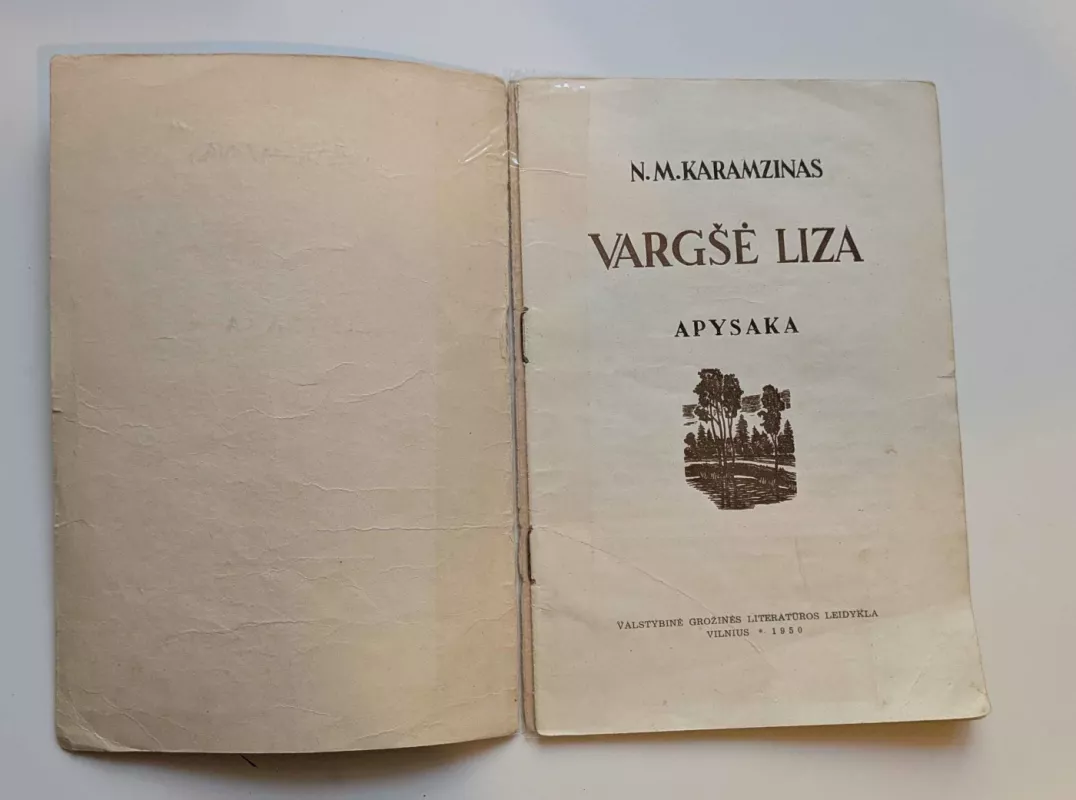 N. M. KARAMZINAS
VARGŠĖ LIZA
APYSAKA
VALSTYBINĖ GROŽINĖS LITERATŪROS LEIDYKLA
VILNIUS * 1950